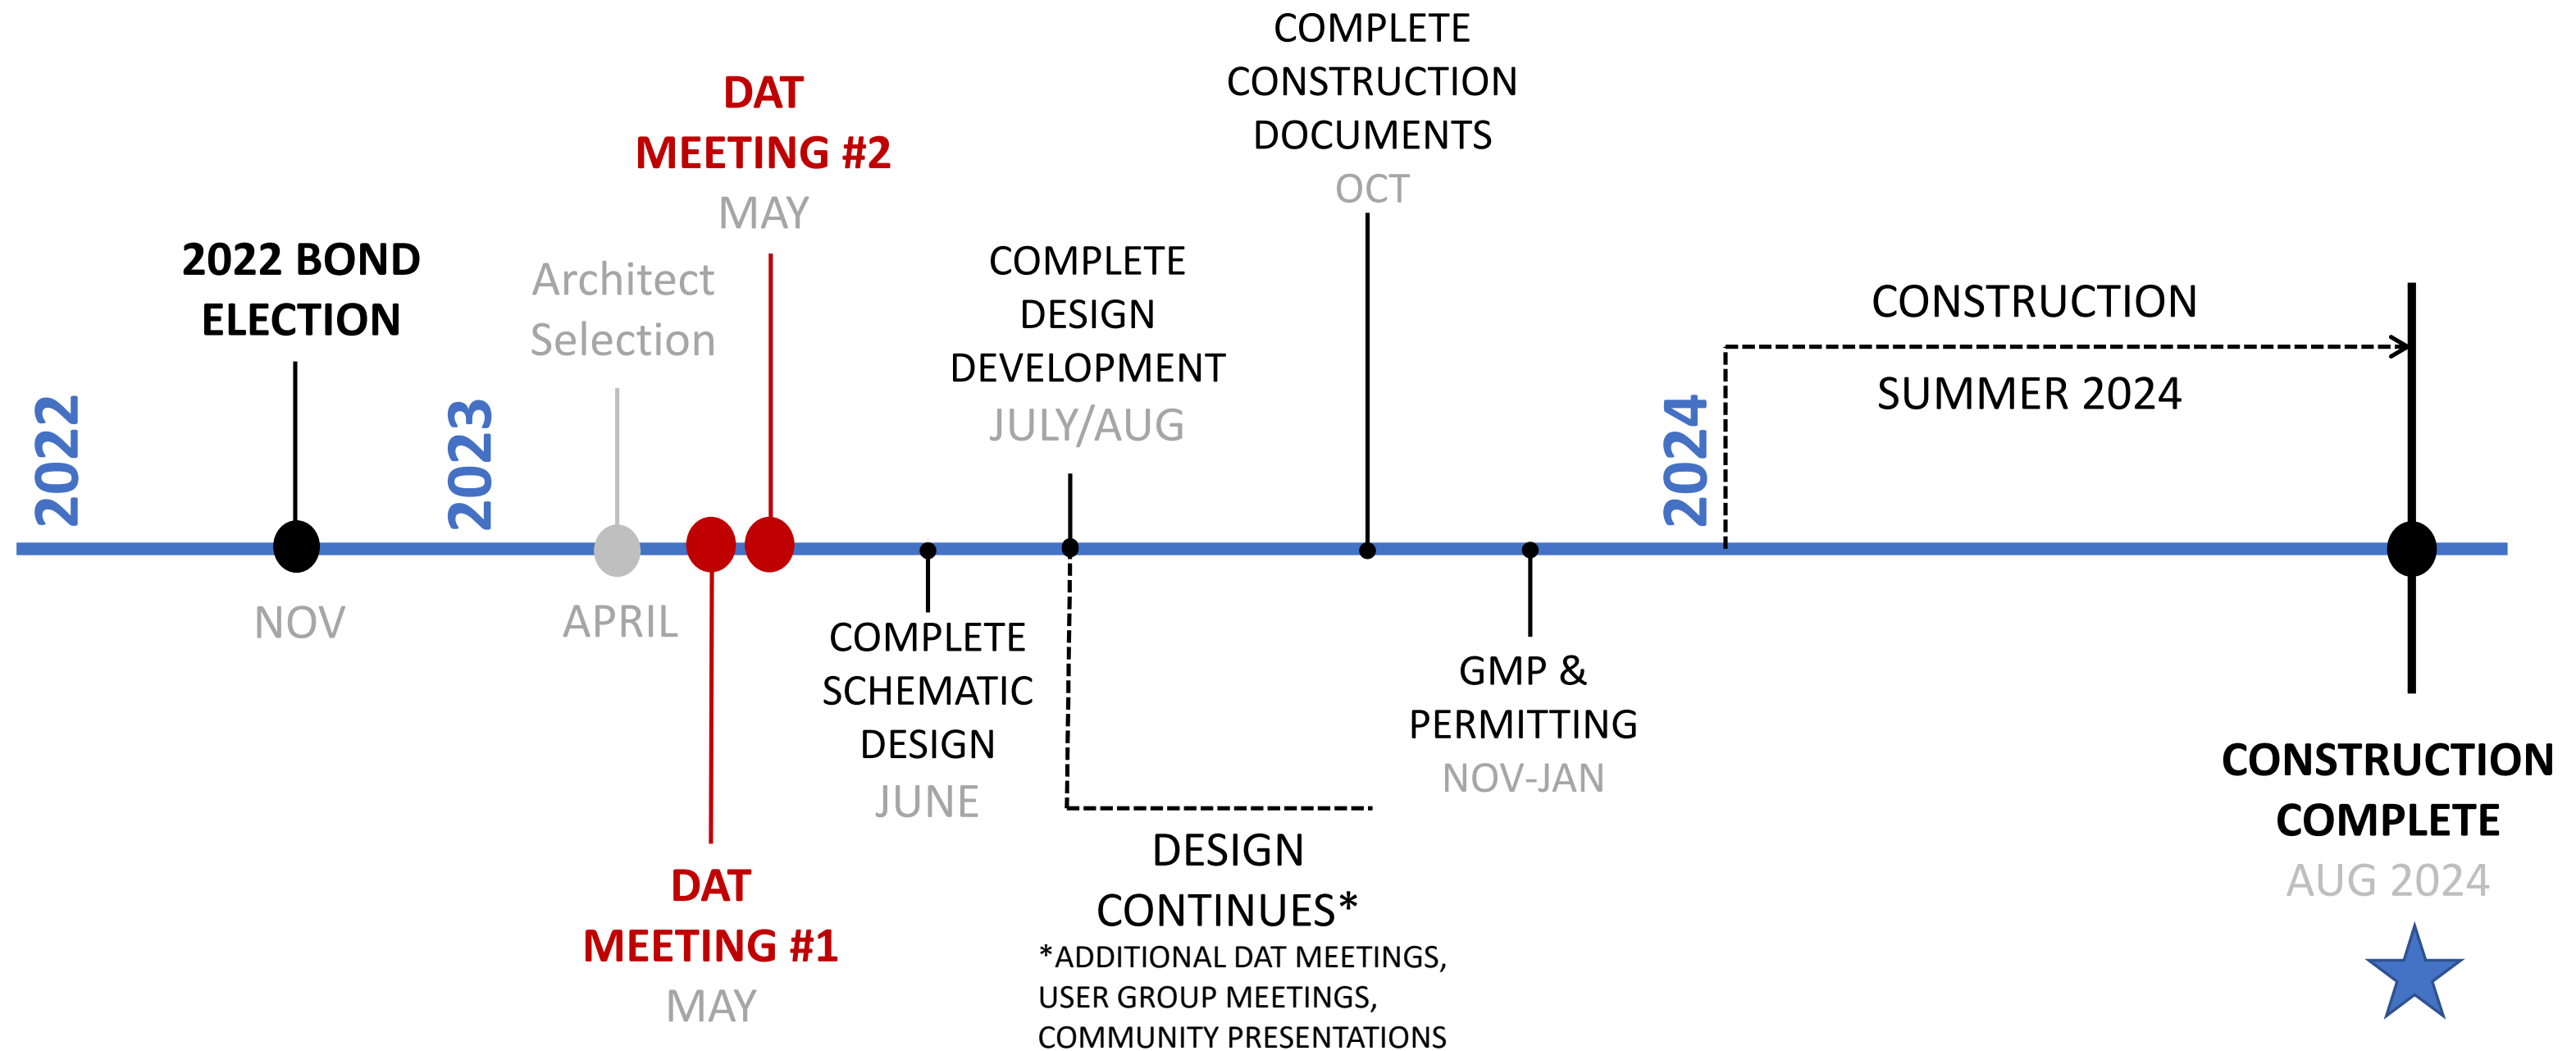 2022
2022 BOND
ELECTION
NOV
2023
Architect
Selection
APRIL
DAT
MEETING #1
MAY
DAT
MEETING #2
MAY
COMPLETE
SCHEMATIC
DESIGN
JUNE
COMPLETE
DESIGN
DEVELOPMENT
JULY/AUG
DESIGN
CONTINUES*
*ADDITIONAL DAT MEETINGS,
USER GROUP MEETINGS,
COMMUNITY PRESENTATIONS
COMPLETE
CONSTRUCTION
DOCUMENTS
OCT
GMP &
PERMITTING
NOV-JAN
2024
CONSTRUCTION
SUMMER 2024
CONSTRUCTION
COMPLETE
AUG 2024